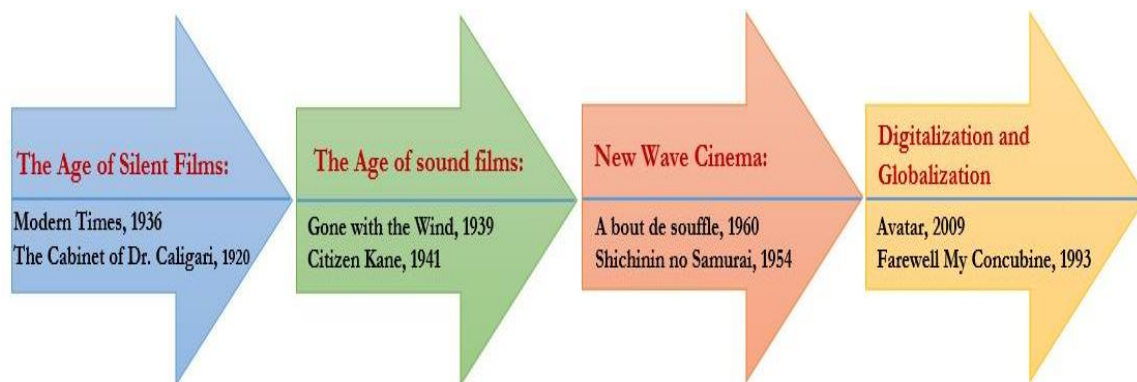 The Age of Silent Films:
Modern Times, 1936
The Cabinet of Dr. Caligari, 1920
The Age of sound films:
Gone with the Wind, 1939
Citizen Kane, 1941
New Wave Cinema:
A bout de souffle, 1960
Shichinin no Samurai, 1954
Digitalization and
Globalization
Avatar, 2009
Farewell My Concubine, 1993